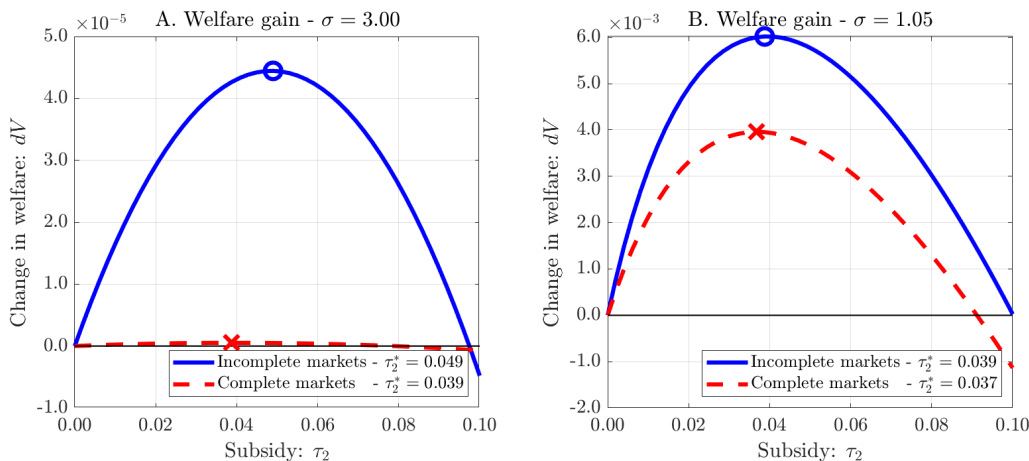 A. Welfare gain - σ = 3.00
×10⁻⁵
5.0
4.0
3.0
2.0
1.0
0.0
-1.0
Change in welfare: dV
0.00 0.02 0.04 0.06 0.08 0.10
Subsidy: τ₂
Incomplete markets - τ₂* = 0.049
Complete markets - τ₂* = 0.039
B. Welfare gain - σ = 1.05
×10⁻³
6.0
5.0
4.0
3.0
2.0
1.0
0.0
-1.0
-2.0
Change in welfare: dV
0.00 0.02 0.04 0.06 0.08 0.10
Subsidy: τ₂
Incomplete markets - τ₂* = 0.039
Complete markets - τ₂* = 0.037